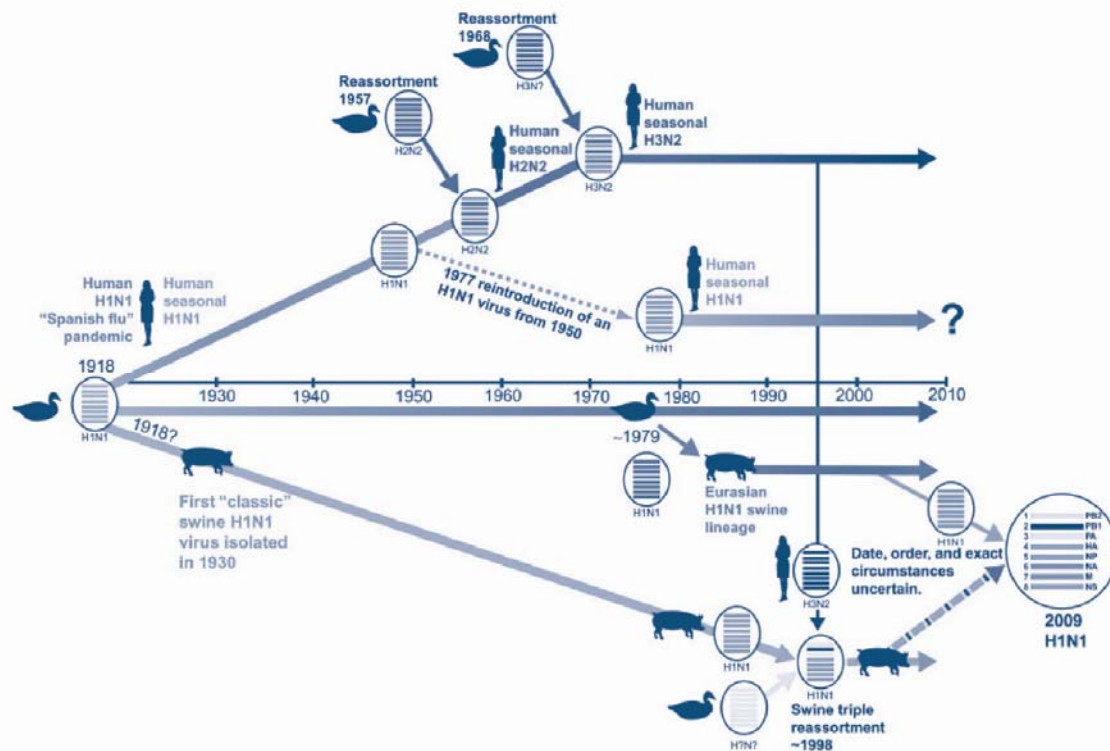 Reassortment
1968
H3N?
Reassortment
1957
H2N2
Human
seasonal
H3N2
Human
seasonal
H2N2
H3N2
H2N2
H1N1
Human
H1N1
"Spanish flu"
pandemic
Human
seasonal
H1N1
1977 reintroduction of an
H1N1 virus from 1950
Human
seasonal
H1N1
H1N1
?
1918
H1N1
1930
1940
1950
1960
1970
1980
1990
2000
2010
1918?
~1979
H1N1
First "classic"
swine H1N1
virus isolated
in 1930
Eurasian
H1N1 swine
lineage
H1N1
1 PB2
2 PB1
3 PA
4 HA
5 NP
6 NA
7 M
8 NS
2009
H1N1
Date, order, and exact
circumstances
uncertain.
H3N2
H1N1
H1N1
H?N?
Swine triple
reassortment
~1998